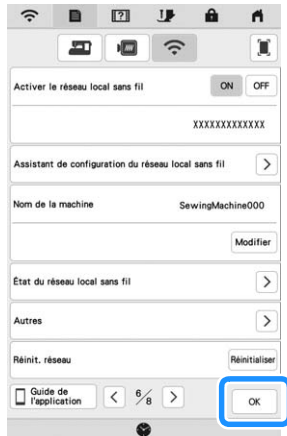 Activer le réseau local sans fil ON OFF
XXXXXXXXXXXXX
Assistant de configuration du réseau local sans fil >
Nom de la machine SewingMachine000
Modifier
État du réseau local sans fil >
Autres >
Réinit. réseau Réinitialiser
Guide de
l'application < 6/8 > OK